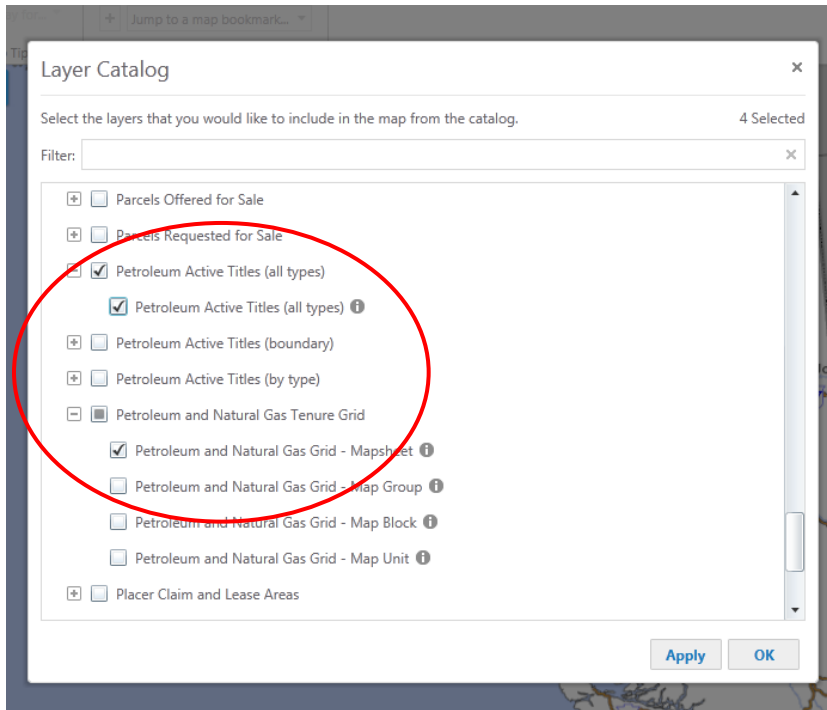 Jump to a map bookmark...
Tip
Layer Catalog
Select the layers that you would like to include in the map from the catalog. 4 Selected
Filter:
Parcels Offered for Sale
Parcels Requested for Sale
Petroleum Active Titles (all types)
Petroleum Active Titles (all types)
Petroleum Active Titles (boundary)
Petroleum Active Titles (by type)
Petroleum and Natural Gas Tenure Grid
Petroleum and Natural Gas Grid - Mapsheet
Petroleum and Natural Gas Grid - Map Group
Petroleum and Natural Gas Grid - Map Block
Petroleum and Natural Gas Grid - Map Unit
Placer Claim and Lease Areas
Apply OK